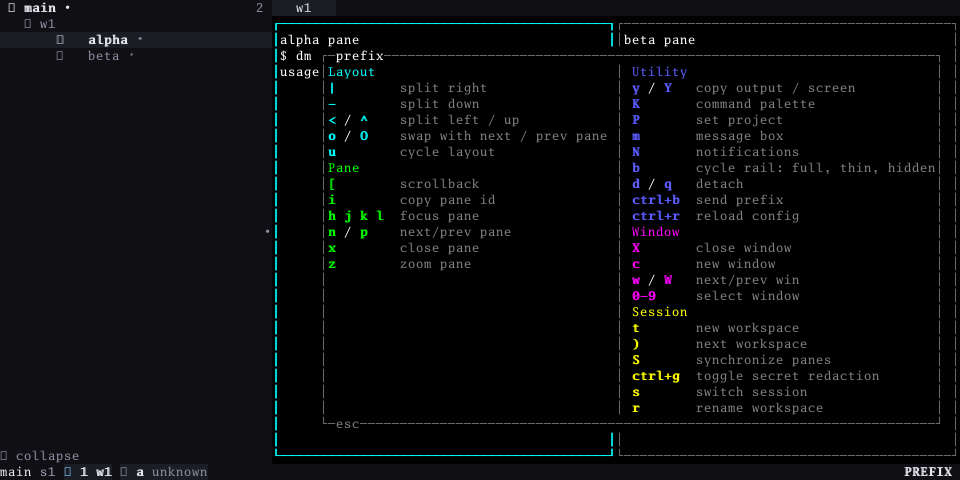 main • 2 w1
w1
alpha •
beta •
alpha pane
beta pane
$ dm
prefix
usage
Layout
| split right
- split down
< / ^ split left / up
o / O swap with next / prev pane
u cycle layout
Pane
[ scrollback
i copy pane id
h j k l focus pane
n / p next/prev pane
x close pane
z zoom pane
Utility
y / Y copy output / screen
K command palette
P set project
m message box
N notifications
b cycle rail: full, thin, hidden
d / q detach
ctrl+b send prefix
ctrl+r reload config
Window
X close window
c new window
w / W next/prev win
0-9 select window
Session
t new workspace
) next workspace
S synchronize panes
ctrl+g toggle secret redaction
s switch session
r rename workspace
esc
collapse
main s1 1 w1 a unknown
PREFIX